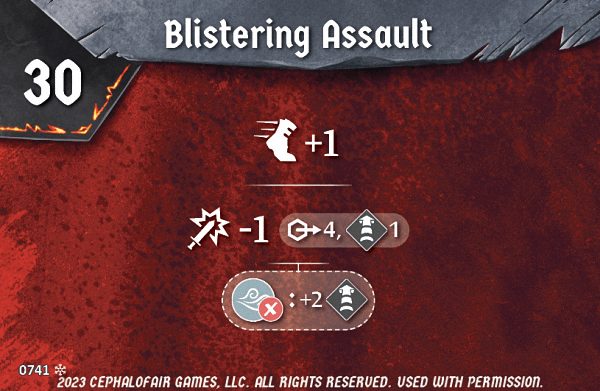 Blistering Assault
30
+1
-1 4, 1
: +2
0741
2023 CEPHALOFAIR GAMES, LLC. ALL RIGHTS RESERVED. USED WITH PERMISSION.